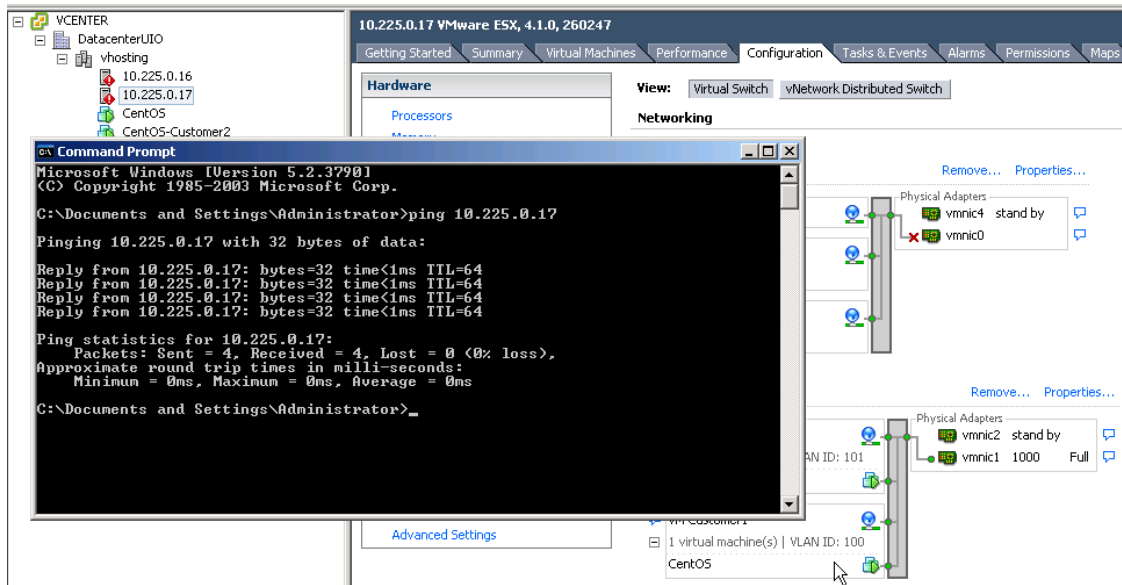 VCENTER
DatacenterUIO
vhosting
10.225.0.16
10.225.0.17
CentOS
CentOS-Customer2
10.225.0.17 VMware ESX, 4.1.0, 260247
Getting Started Summary Virtual Machines Performance Configuration Tasks & Events Alarms Permissions Maps
Hardware
Processors
View: Virtual Switch vNetwork Distributed Switch
Networking
Command Prompt
Microsoft Windows [Version 5.2.3790]
(C) Copyright 1985-2003 Microsoft Corp.
C:\Documents and Settings\Administrator>ping 10.225.0.17
Pinging 10.225.0.17 with 32 bytes of data:
Reply from 10.225.0.17: bytes=32 time<1ms TTL=64
Reply from 10.225.0.17: bytes=32 time<1ms TTL=64
Reply from 10.225.0.17: bytes=32 time<1ms TTL=64
Reply from 10.225.0.17: bytes=32 time<1ms TTL=64
Ping statistics for 10.225.0.17:
Packets: Sent = 4, Received = 4, Lost = 0 (0% loss),
Approximate round trip times in milli-seconds:
Minimum = 0ms, Maximum = 0ms, Average = 0ms
C:\Documents and Settings\Administrator>_
Remove... Properties...
Physical Adapters
vmnic4 stand by
vmnic0
Remove... Properties...
Physical Adapters
vmnic2 stand by
vmnic1 1000 Full
AN ID: 101
Advanced Settings
VM Customer1
1 virtual machine(s) | VLAN ID: 100
CentOS